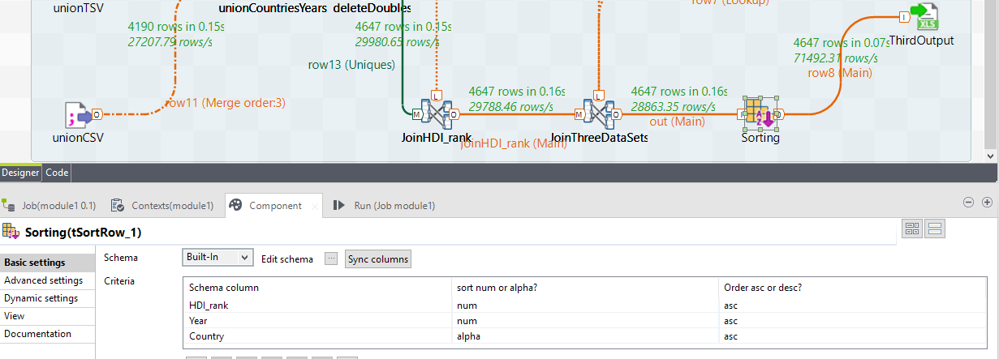 unionTSV
unionCountriesYears deleteDoubles
row7 (Lookup)
4190 rows in 0.15s
27207.79 rows/s
4647 rows in 0.15s
29980.65 rows/s
4647 rows in 0.07s
71492.31 rows/s
ThirdOutput
XLS
row13 (Uniques)
row8 (Main)
row11 (Merge order:3)
4647 rows in 0.16s
29788.46 rows/s
4647 rows in 0.16s
28863.35 rows/s
out (Main)
unionCSV
JoinHDI_rank
joinHDI_rank (Main)
JoinThreeDataSets
Sorting
Designer Code
Job(module1 0.1) Contexts(module1) Component Run (Job module1)
Sorting(tSortRow_1)
Basic settings
Advanced settings
Dynamic settings
View
Documentation
Schema Built-In Edit schema ... Sync columns
Criteria
Schema column sort num or alpha? Order asc or desc?
HDI_rank num asc
Year num asc
Country alpha asc